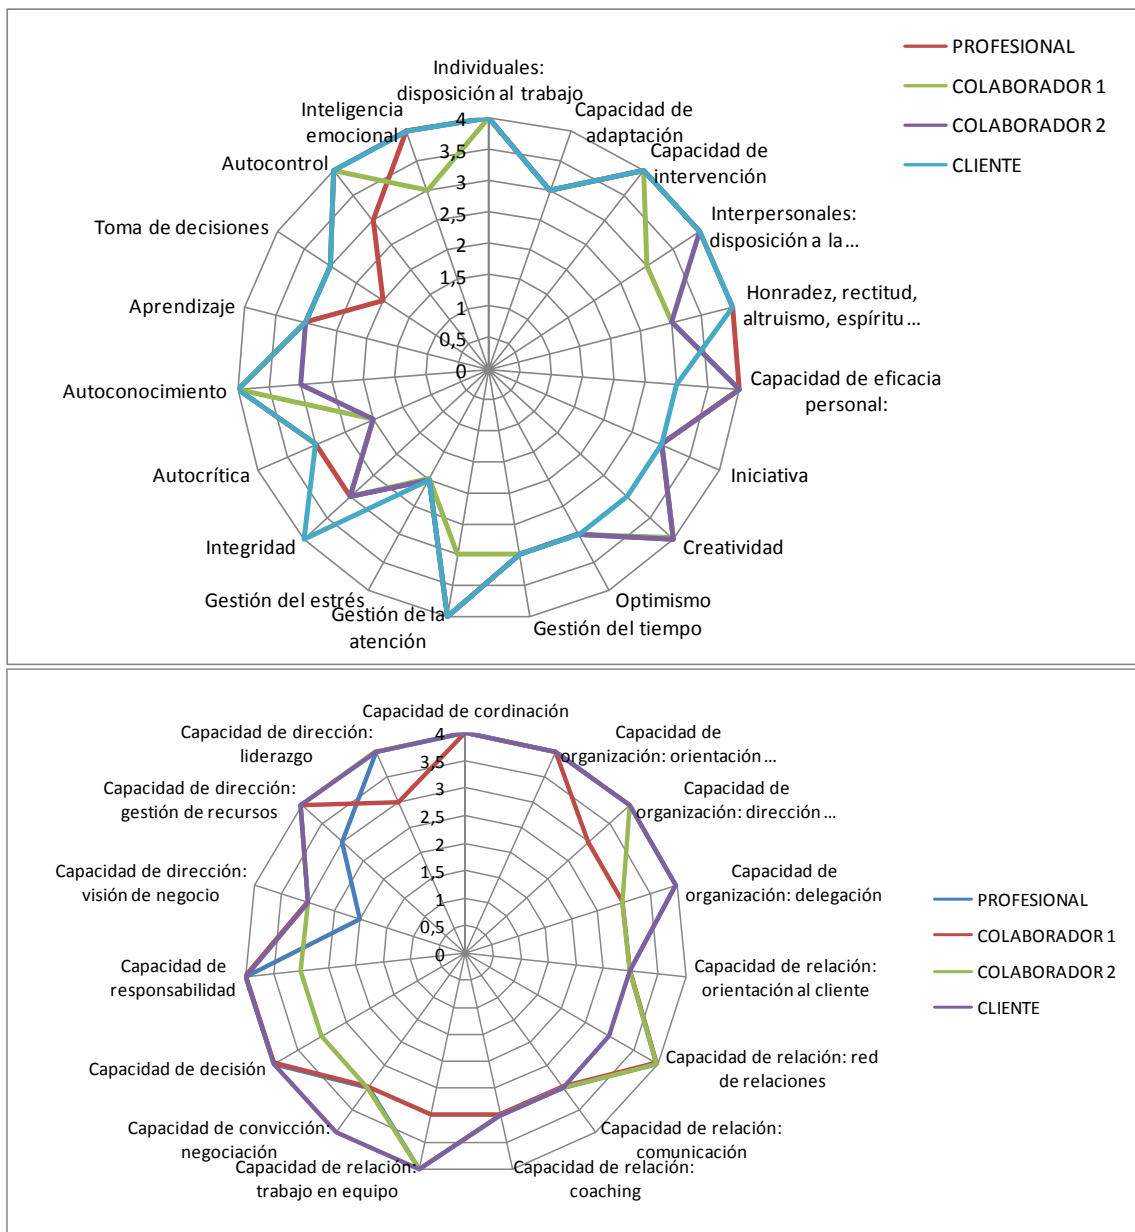 PROFESIONAL
COLABORADOR 1
COLABORADOR 2
CLIENTE
Individuales:
disposición al trabajo
Capacidad de
adaptación
Capacidad de
intervención
Interpersonales:
disposición a la ...
Honradez, rectitud,
altruismo, espíritu ...
Capacidad de eficacia
personal:
Iniciativa
Creatividad
Optimismo
Gestión del tiempo
Gestión de la
atención
Gestión del estrés
Integridad
Autocrítica
Autoconocimiento
Aprendizaje
Toma de decisiones
Autocontrol
Inteligencia
emocional
4
3,5
3
2,5
2
1,5
1
0,5
0
Capacidad de cordinación
Capacidad de
organización: orientación ...
Capacidad de
organización: dirección ...
Capacidad de
organización: delegación
Capacidad de relación:
orientación al cliente
Capacidad de relación: red
de relaciones
Capacidad de relación:
comunicación
Capacidad de relación:
coaching
Capacidad de relación:
trabajo en equipo
Capacidad de convicción:
negociación
Capacidad de decisión
Capacidad de
responsabilidad
Capacidad de dirección:
visión de negocio
Capacidad de dirección:
gestión de recursos
Capacidad de dirección:
liderazgo
4
3,5
3
2,5
2
1,5
1
0,5
0
PROFESIONAL
COLABORADOR 1
COLABORADOR 2
CLIENTE